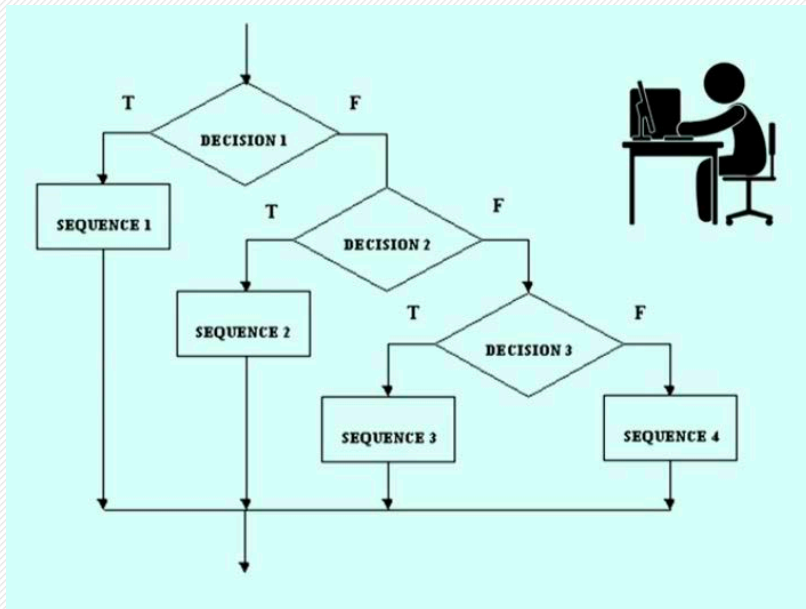 T
F
DECISION 1
SEQUENCE 1
T
F
DECISION 2
SEQUENCE 2
T
F
DECISION 3
SEQUENCE 3
SEQUENCE 4